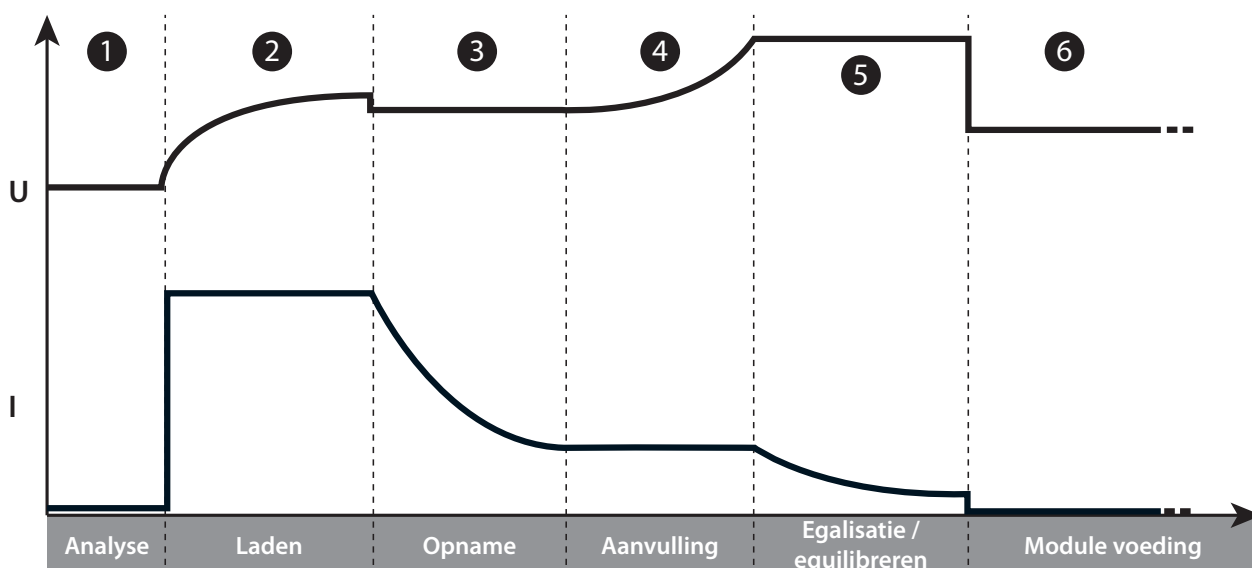 1
2
3
4
5
6
U
I
Analyse
Laden
Opname
Aanvulling
Egalisatie /
equilibreren
Module voeding